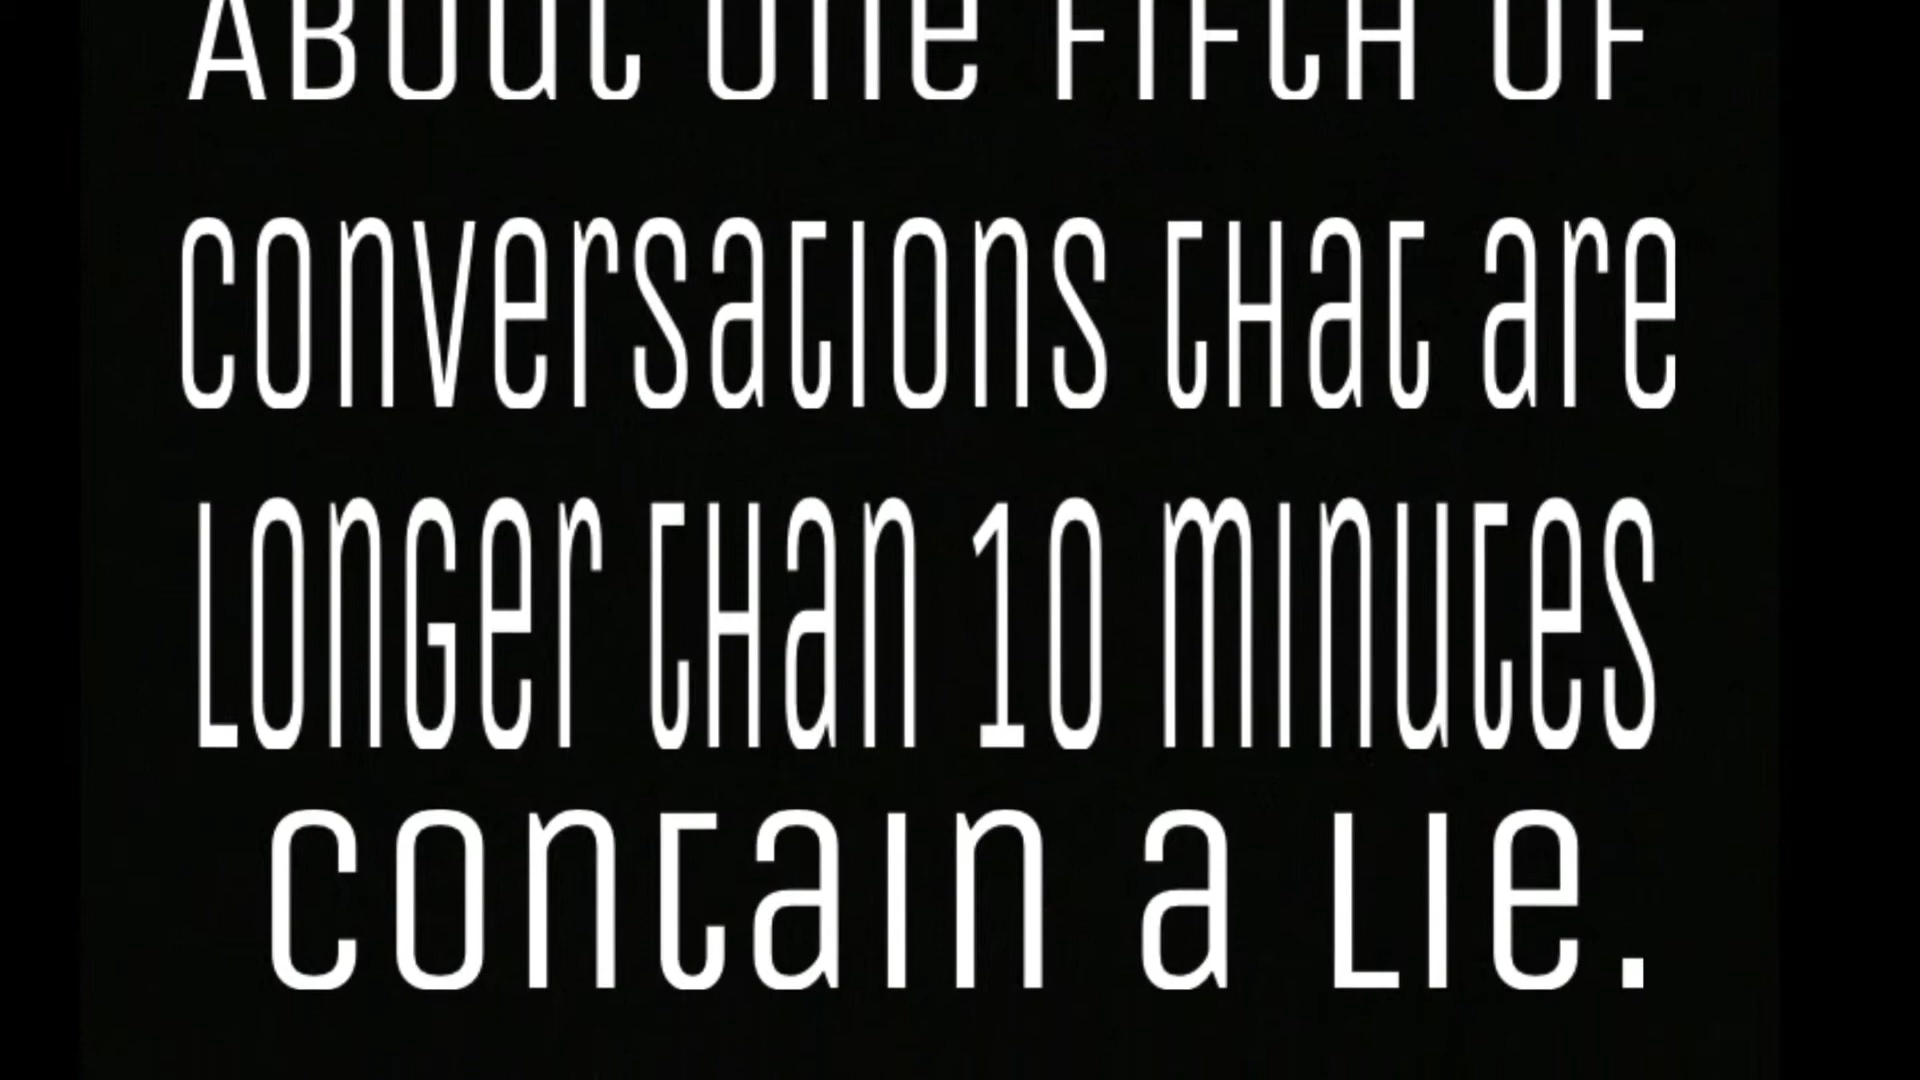 About one fifth of
conversations that are
Longer than 10 minutes
contain a Lie.